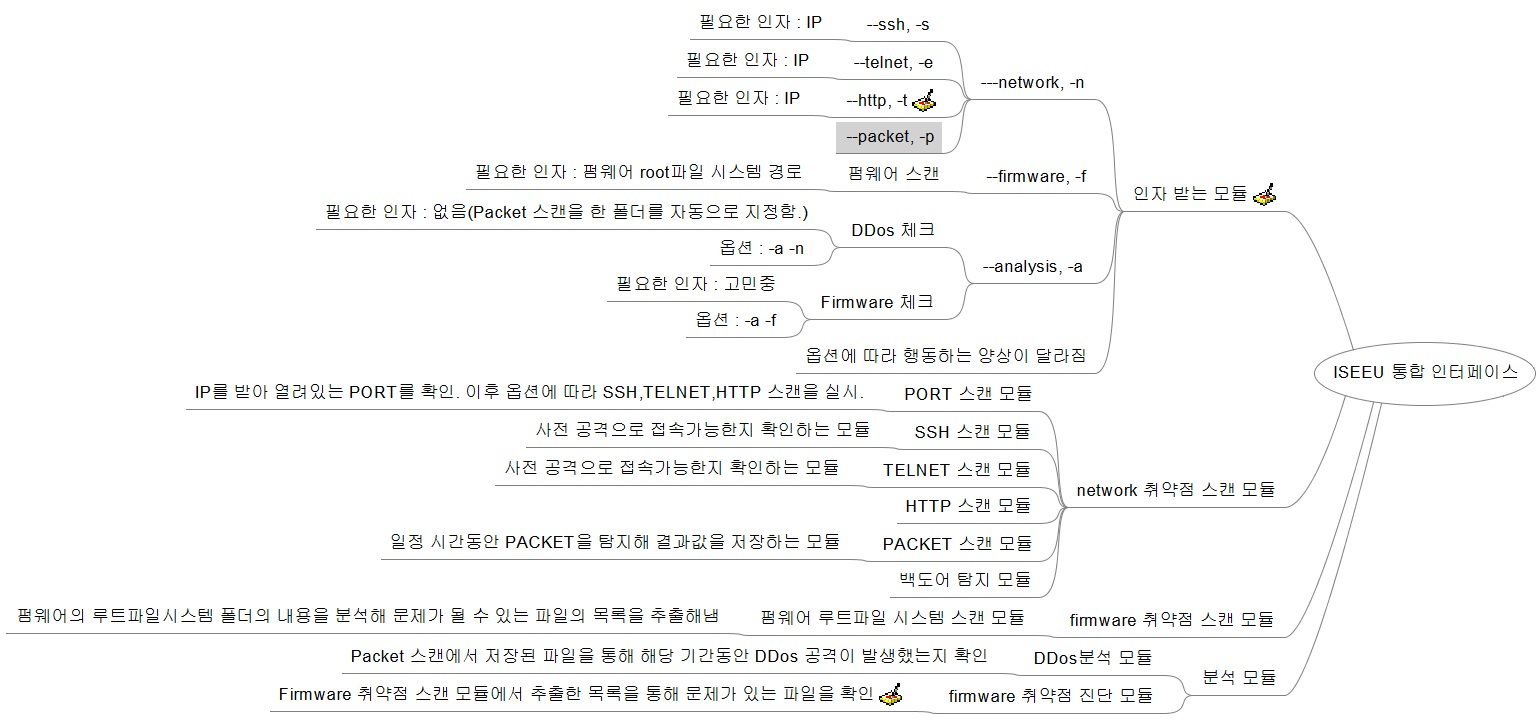 필요한 인자 : IP --ssh, -s
필요한 인자 : IP --telnet, -e
---network, -n
필요한 인자 : IP --http, -t
--packet, -p
필요한 인자 : 펌웨어 root파일 시스템 경로 펌웨어 스캔 --firmware, -f
인자 받는 모듈
필요한 인자 : 없음(Packet 스캔을 한 폴더를 자동으로 지정함.)
DDos 체크
옵션 : -a -n
--analysis, -a
필요한 인자 : 고민중
Firmware 체크
옵션 : -a -f
옵션에 따라 행동하는 양상이 달라짐
ISEEU 통합 인터페이스
IP를 받아 열려있는 PORT를 확인. 이후 옵션에 따라 SSH,TELNET,HTTP 스캔을 실시. PORT 스캔 모듈
사전 공격으로 접속가능한지 확인하는 모듈 SSH 스캔 모듈
사전 공격으로 접속가능한지 확인하는 모듈 TELNET 스캔 모듈
network 취약점 스캔 모듈
HTTP 스캔 모듈
일정 시간동안 PACKET을 탐지해 결과값을 저장하는 모듈 PACKET 스캔 모듈
백도어 탐지 모듈
펌웨어의 루트파일시스템 폴더의 내용을 분석해 문제가 될 수 있는 파일의 목록을 추출해냄 펌웨어 루트파일 시스템 스캔 모듈 firmware 취약점 스캔 모듈
Packet 스캔에서 저장된 파일을 통해 해당 기간동안 DDos 공격이 발생했는지 확인 DDos분석 모듈
분석 모듈
Firmware 취약점 스캔 모듈에서 추출한 목록을 통해 문제가 있는 파일을 확인 firmware 취약점 진단 모듈